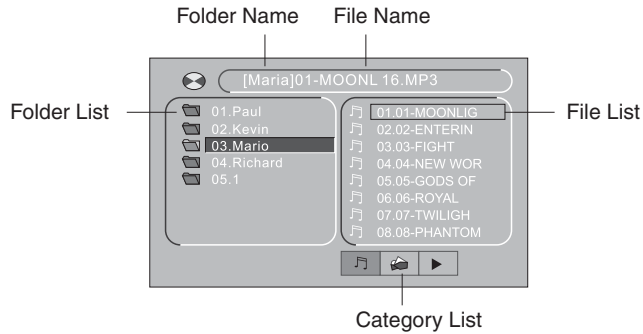 Folder Name File Name
[Maria]01-MOONL 16.MP3
Folder List
01.Paul
02.Kevin
03.Mario
04.Richard
05.1
File List
01.01-MOONLIG
02.02-ENTERIN
03.03-FIGHT
04.04-NEW WOR
05.05-GODS OF
06.06-ROYAL
07.07-TWILIGH
08.08-PHANTOM
Category List